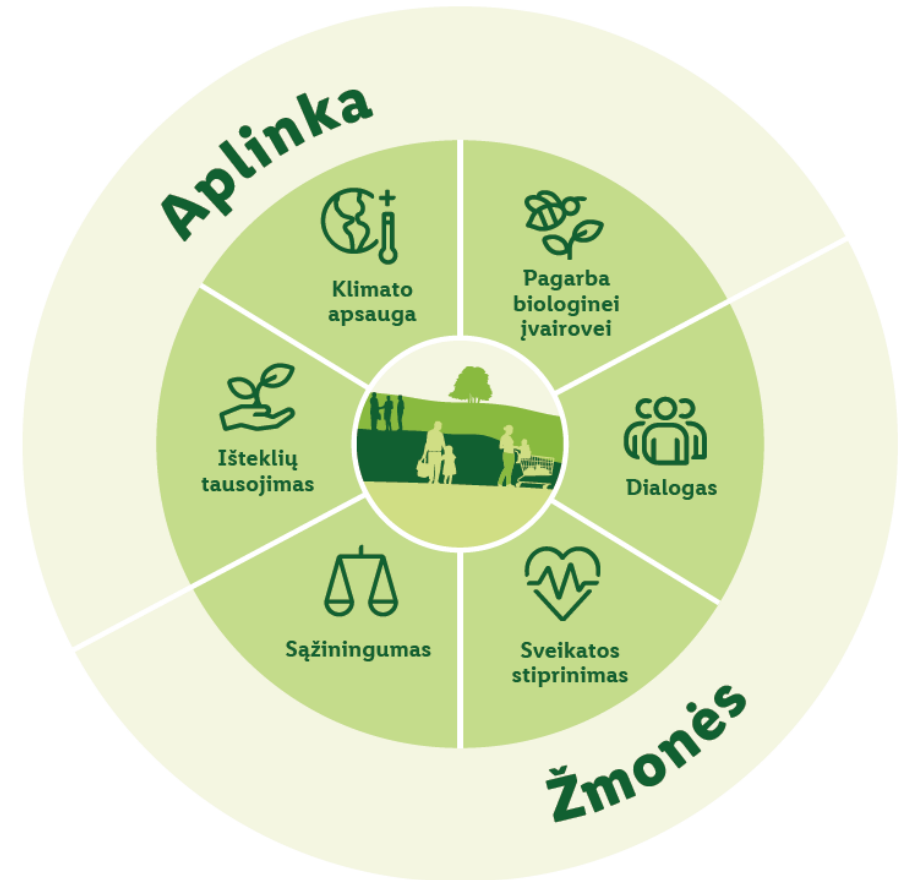 Aplinka
Klimato
apsauga
Pagarba
biologinei
įvairovei
Išteklių
tausojimas
Dialogas
Sąžiningumas
Sveikatos
stiprinimas
Žmonės